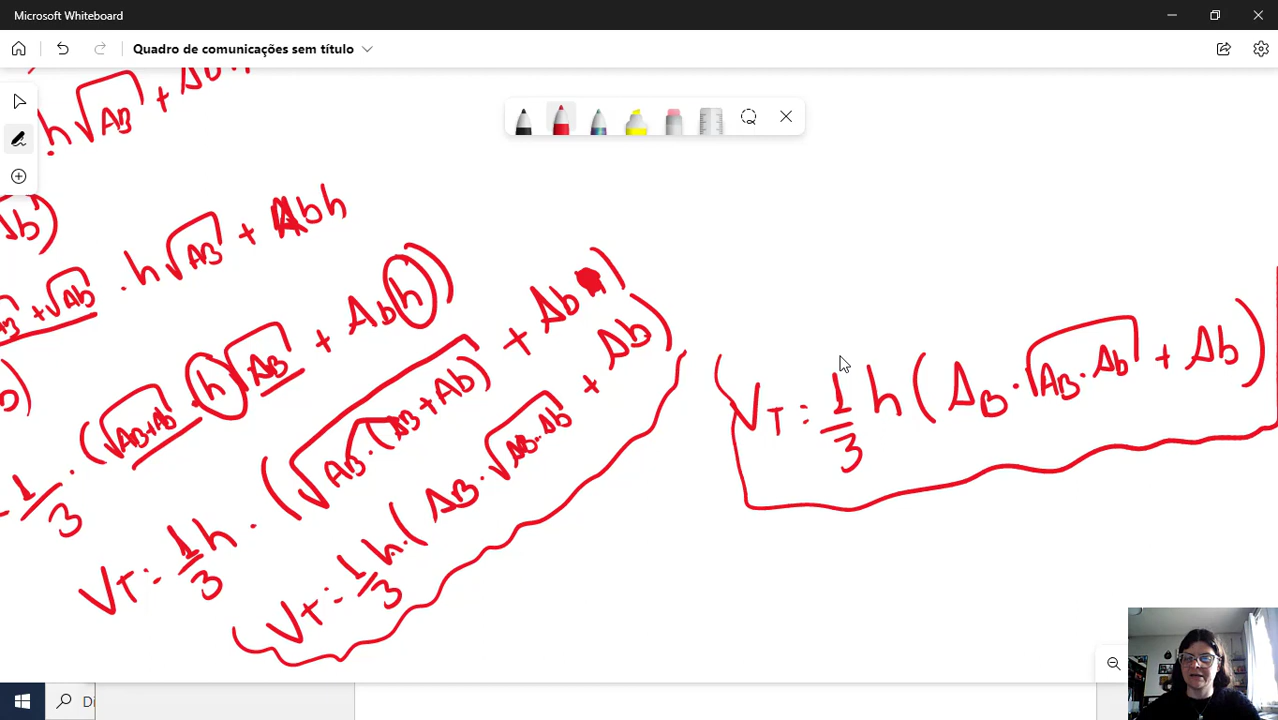 Microsoft Whiteboard
Quadro de comunicações sem título
h√AB + Ab
b)
√AB + √Ab . h√AB + Abh
1/3 . (√AB+Ab . h √AB + Abh)
VT = 1/3 h . (√AB . (AB + Ab) + Ab)
VT = 1/3 h . (AB . √AB . Ab + Ab)
VT = 1/3 h (AB . √AB . Ab + Ab)
Di